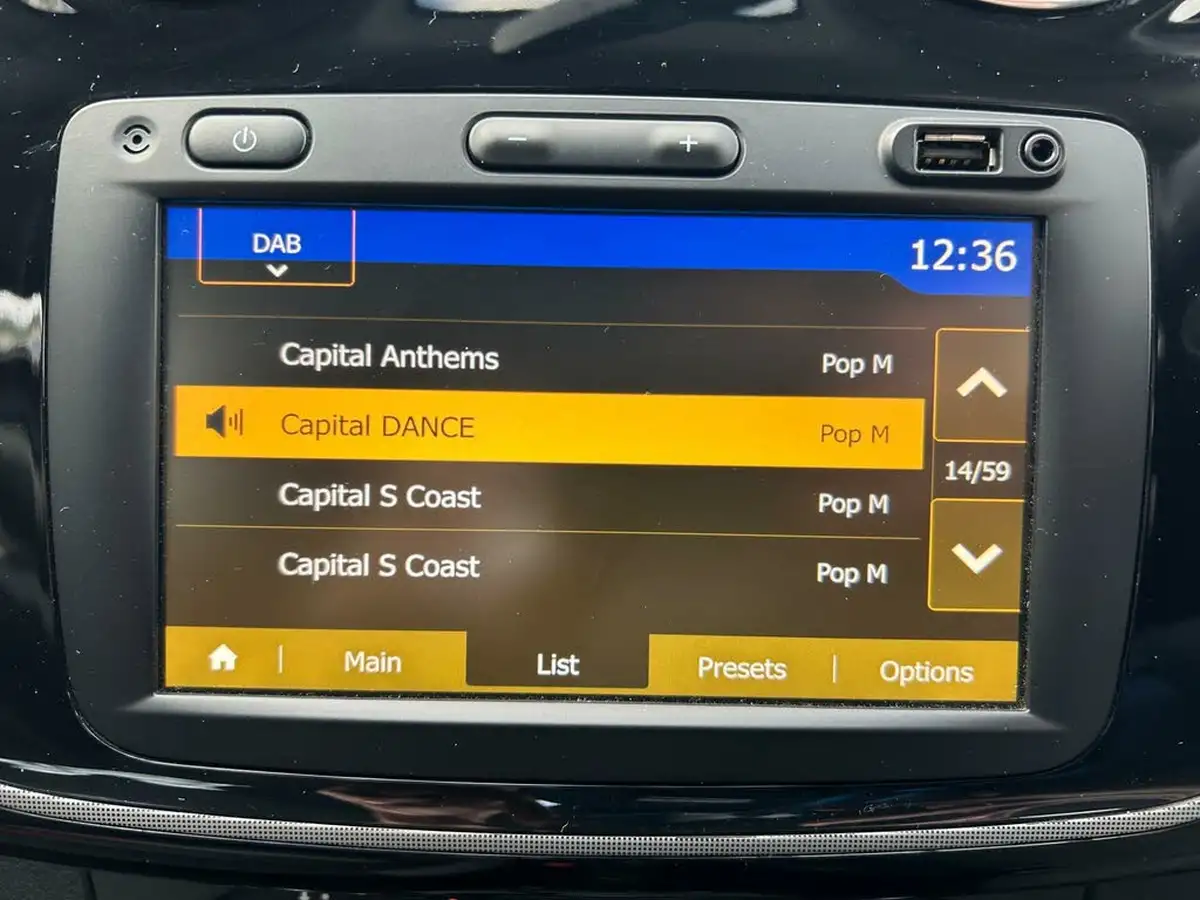 − +
DAB
12:36
Capital Anthems Pop M
Capital DANCE Pop M
14/59
Capital S Coast Pop M
Capital S Coast Pop M
Main | List Presets | Options